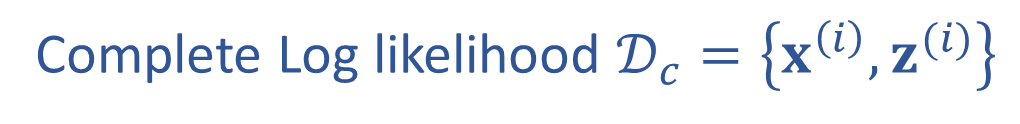 Complete Log likelihood 𝒟_c = {𝐱^(i), 𝐳^(i)}